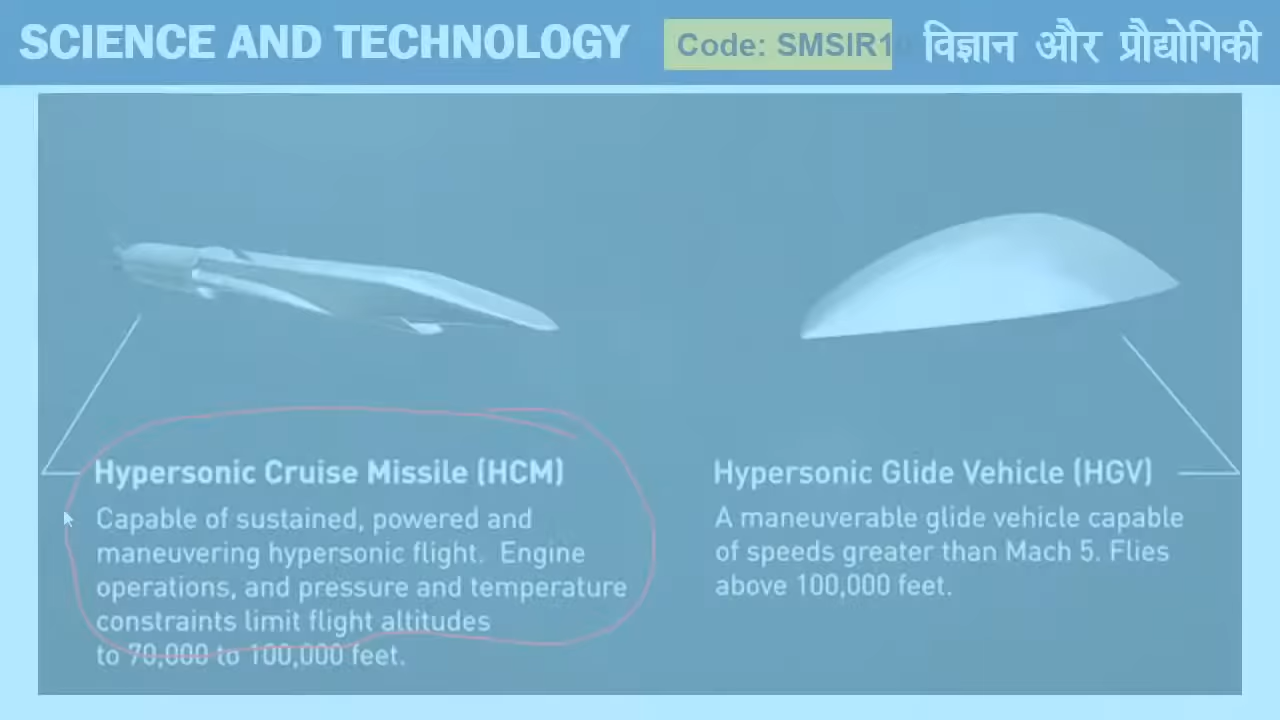 SCIENCE AND TECHNOLOGY
Code: SMSIR1
विज्ञान और प्रौद्योगिकी
Hypersonic Cruise Missile (HCM)
Capable of sustained, powered and
maneuvering hypersonic flight. Engine
operations, and pressure and temperature
constraints limit flight altitudes
to 70,000 to 100,000 feet.
Hypersonic Glide Vehicle (HGV)
A maneuverable glide vehicle capable
of speeds greater than Mach 5. Flies
above 100,000 feet.